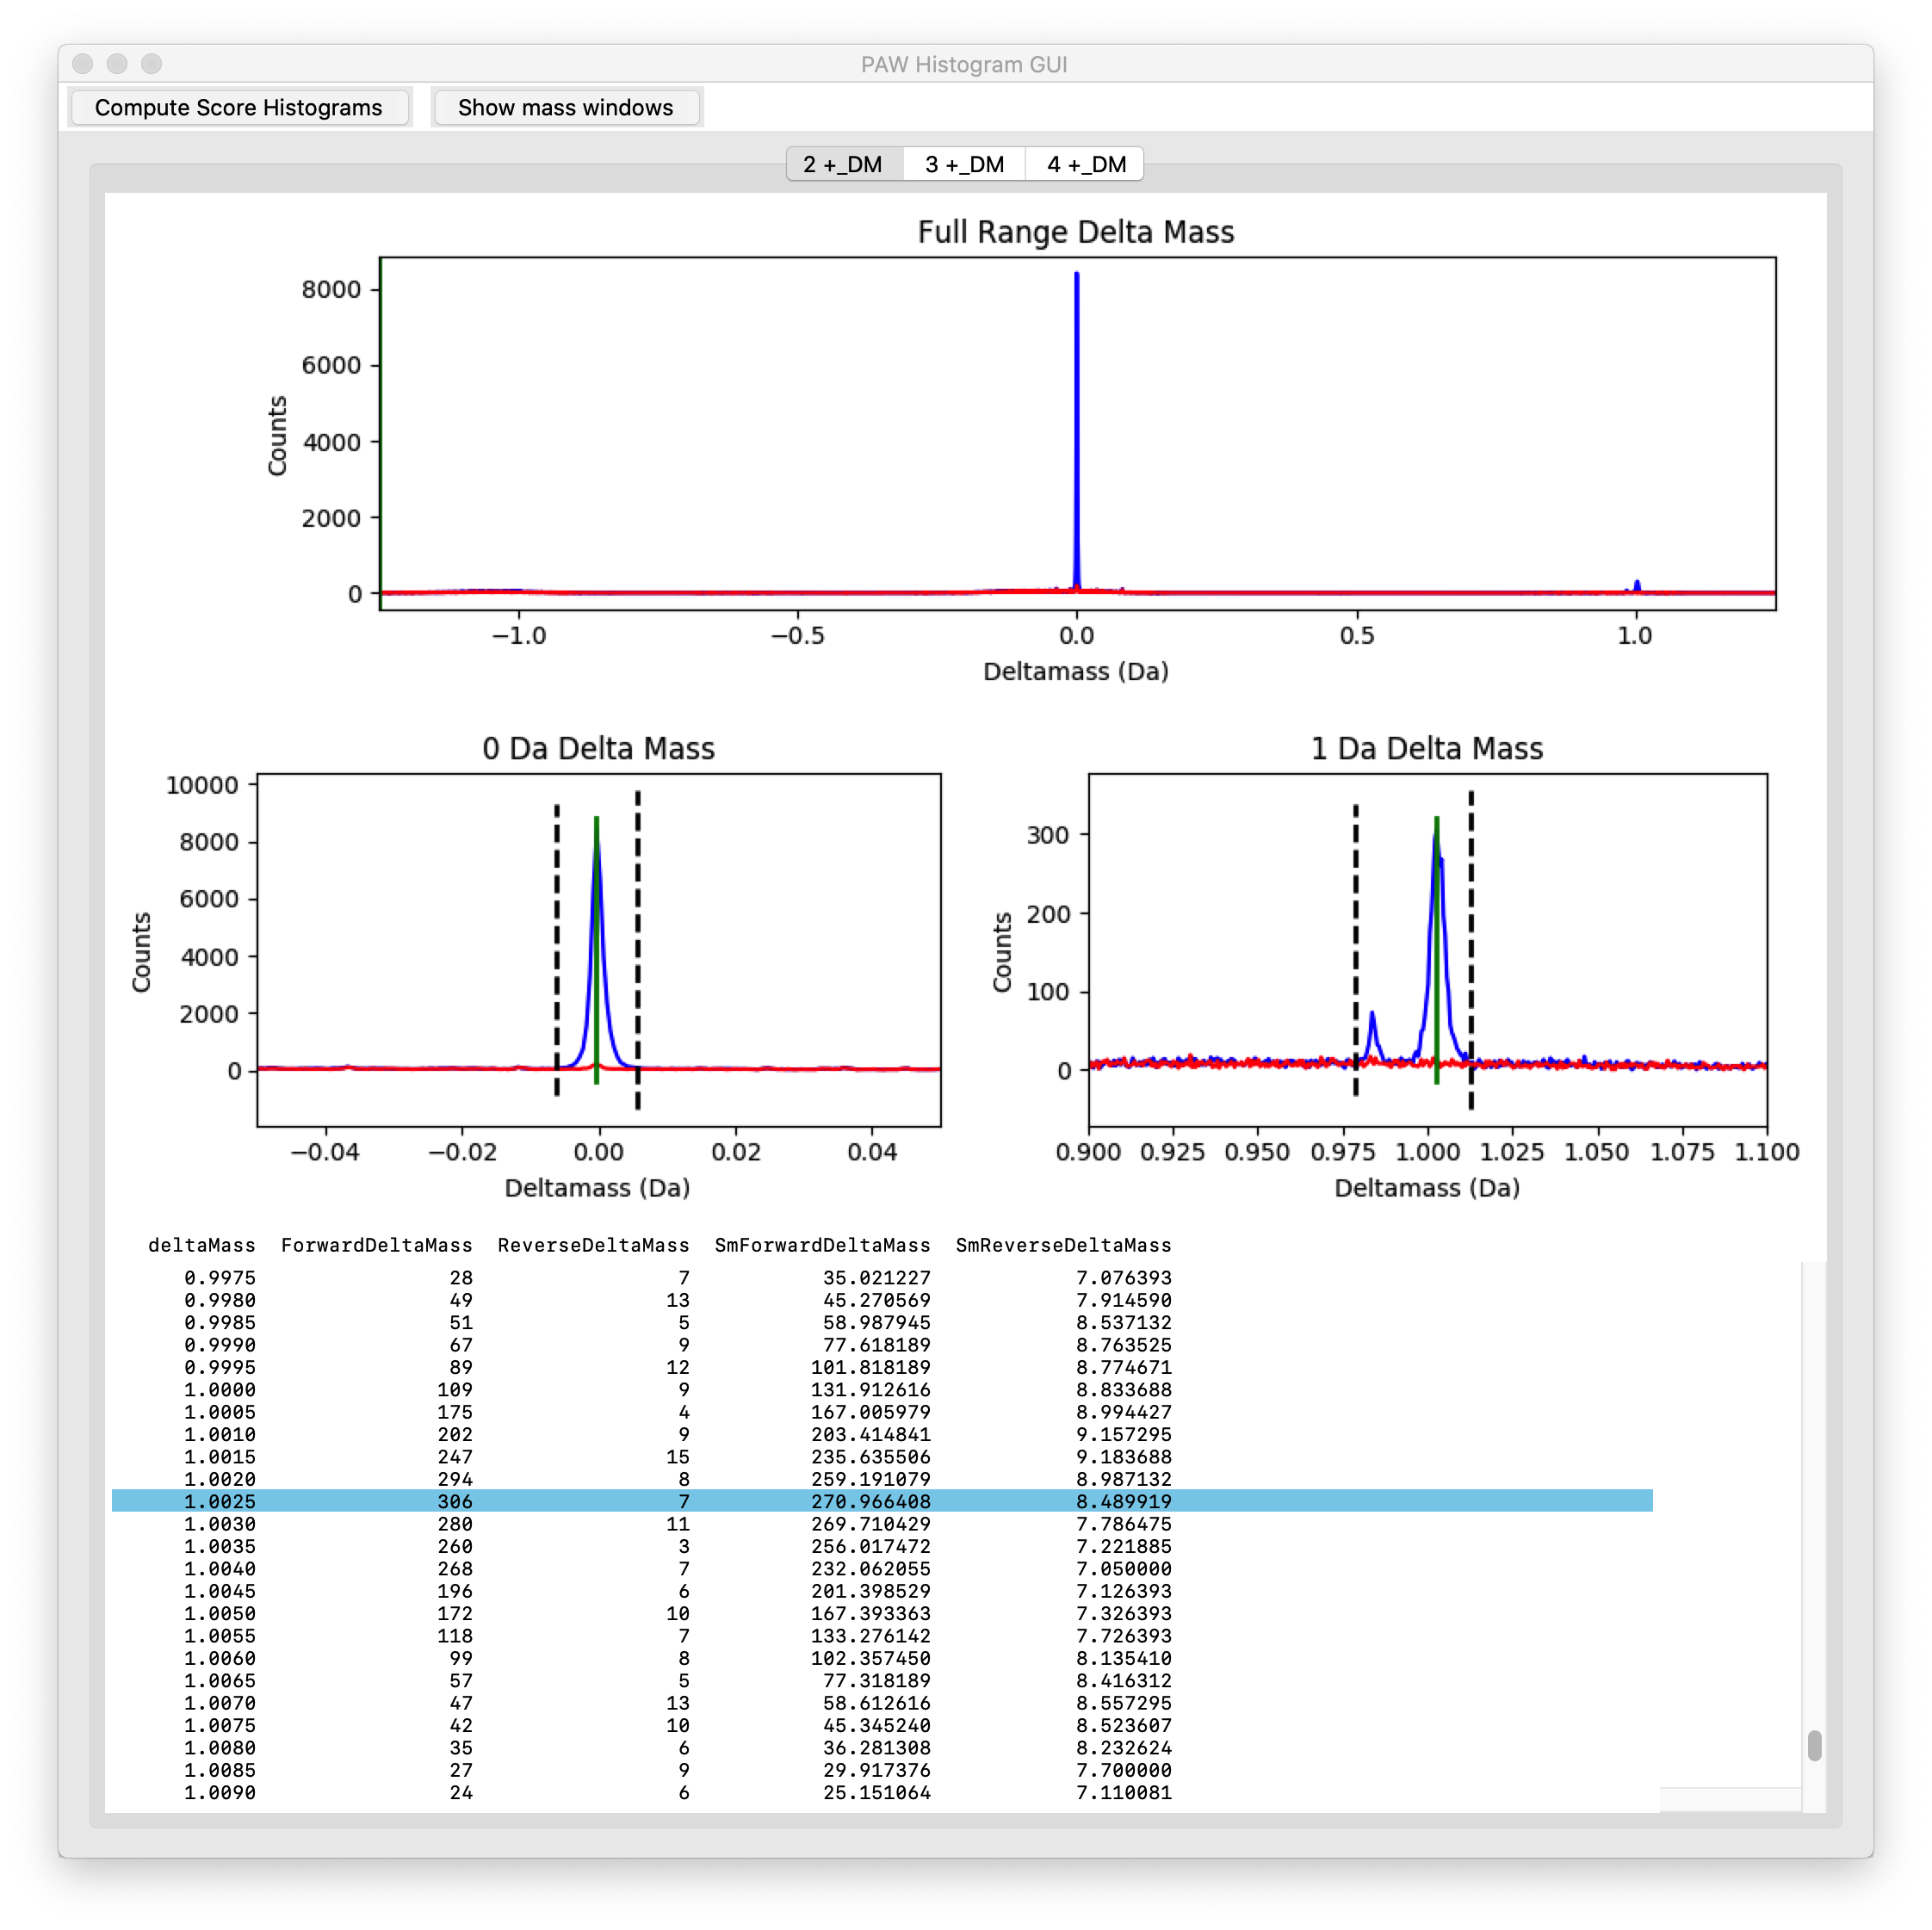 PAW Histogram GUI
Compute Score Histograms Show mass windows
2 +_DM 3 +_DM 4 +_DM
Full Range Delta Mass
8000
6000
4000
2000
0
Counts
−1.0 −0.5 0.0 0.5 1.0
Deltamass (Da)
0 Da Delta Mass
10000
8000
6000
4000
2000
0
Counts
−0.04 −0.02 0.00 0.02 0.04
Deltamass (Da)
1 Da Delta Mass
300
200
100
0
Counts
0.900 0.925 0.950 0.975 1.000 1.025 1.050 1.075 1.100
Deltamass (Da)
deltaMass ForwardDeltaMass ReverseDeltaMass SmForwardDeltaMass SmReverseDeltaMass
0.9975 28 7 35.021227 7.076393
0.9980 49 13 45.270569 7.914590
0.9985 51 5 58.987945 8.537132
0.9990 67 9 77.618189 8.763525
0.9995 89 12 101.818189 8.774671
1.0000 109 9 131.912616 8.833688
1.0005 175 4 167.005979 8.994427
1.0010 202 9 203.414841 9.157295
1.0015 247 15 235.635506 9.183688
1.0020 294 8 259.191079 8.987132
1.0025 306 7 270.966408 8.489919
1.0030 280 11 269.710429 7.786475
1.0035 260 3 256.017472 7.221885
1.0040 268 7 232.062055 7.050000
1.0045 196 6 201.398529 7.126393
1.0050 172 10 167.393363 7.326393
1.0055 118 7 133.276142 7.726393
1.0060 99 8 102.357450 8.135410
1.0065 57 5 77.318189 8.416312
1.0070 47 13 58.612616 8.557295
1.0075 42 10 45.345240 8.523607
1.0080 35 6 36.281308 8.232624
1.0085 27 9 29.917376 7.700000
1.0090 24 6 25.151064 7.110081